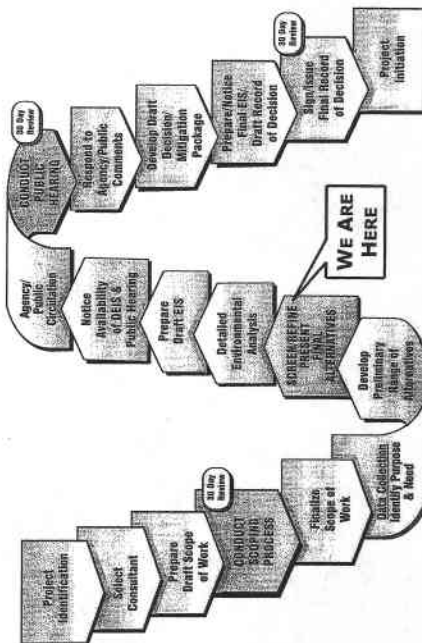 Project
Identification
Select
Consultant
Prepare
Draft Scope
of Work
30 Day
Review
CONDUCT
SCOPING
PROCESS
Finalize
Scope of
Work
Data Collection
Identify Purpose
& Need
Develop
Preliminary
Range of
Alternatives
SCREEN/REFINE
PRESENT
FINAL
ALTERNATIVES
WE ARE
HERE
Detailed
Environmental
Analysis
Prepare
Draft EIS
Notice
Availability
of DEIS &
Public Hearing
Agency/
Public
Circulation
CONDUCT
PUBLIC
HEARING
30 Day
Review
Respond to
Agency/Public
Comments
Develop Draft
Decision/
Mitigation
Package
Prepare/Notice
Final EIS/
Draft Record
of Decision
30 Day
Review
Sign/Issue
Final Record
of Decision
Project
Initiation